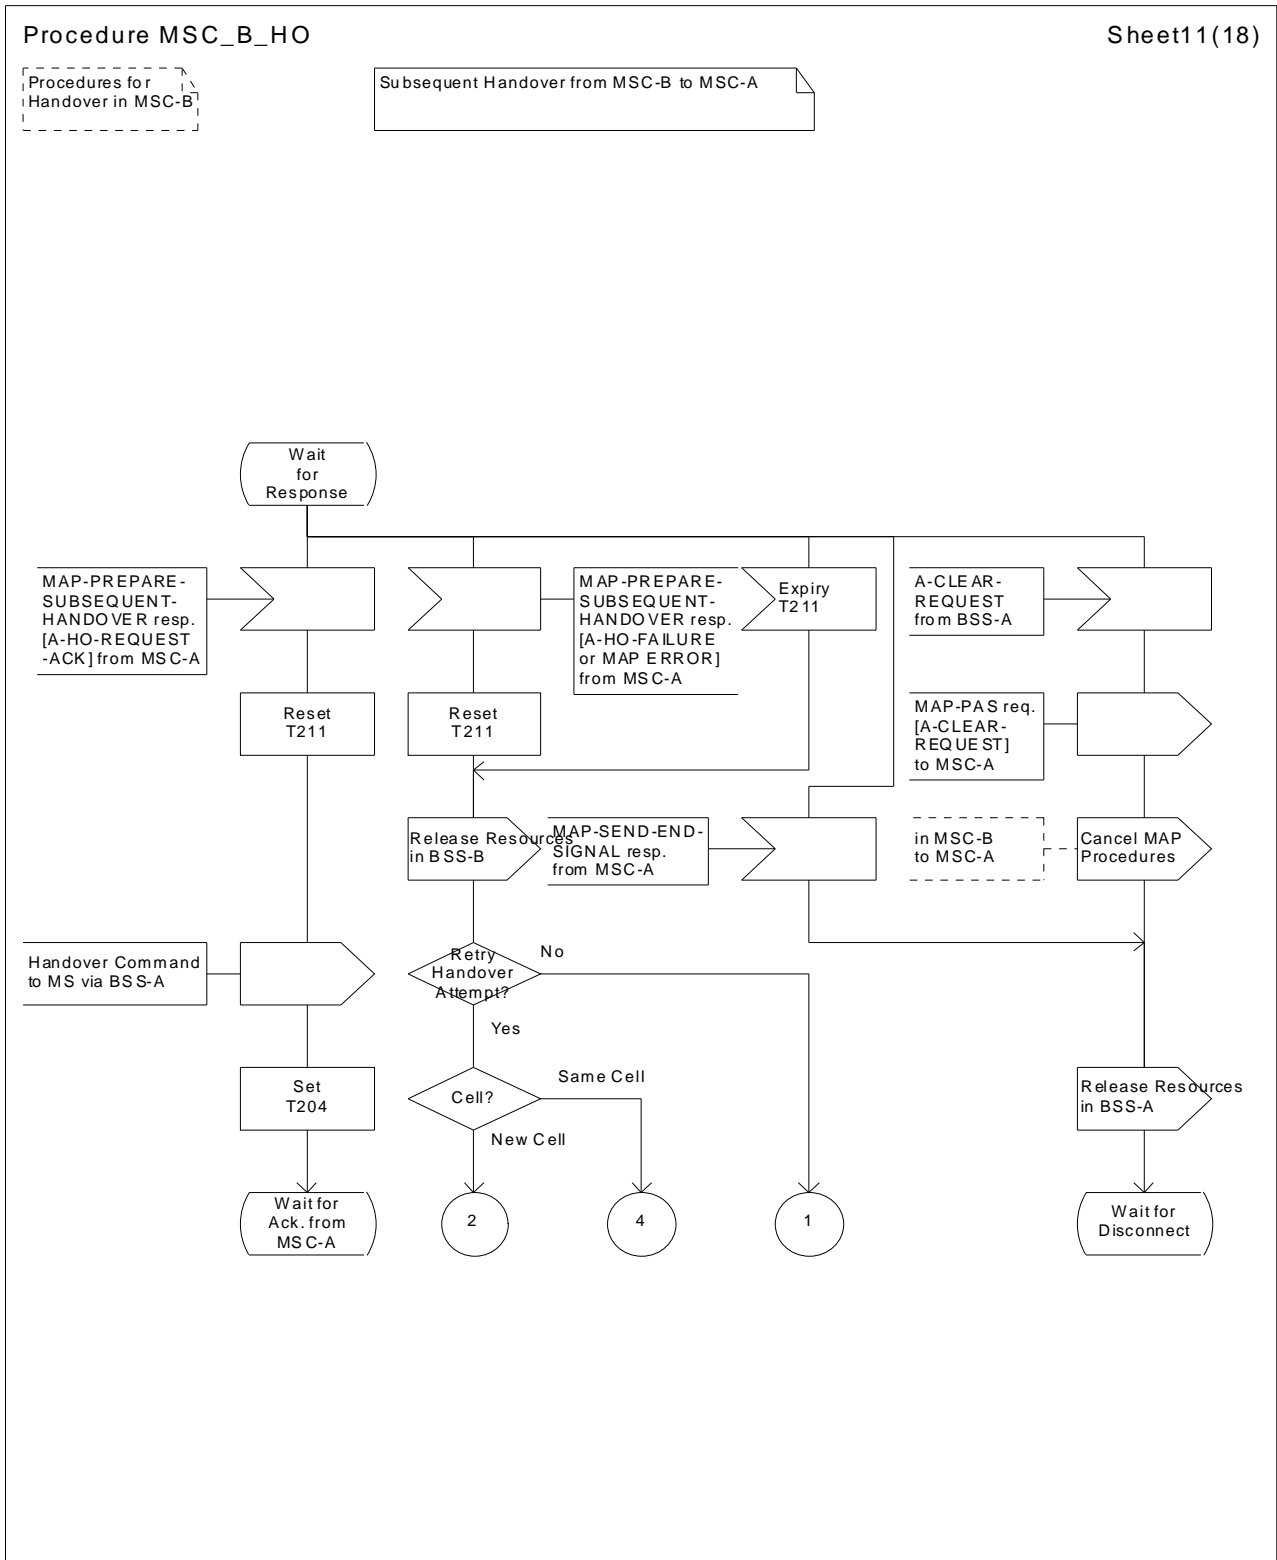 Procedure MSC_B_HO
Sheet11(18)
Procedures for
Handover in MSC-B
Subsequent Handover from MSC-B to MSC-A
Wait
for
Response
MAP-PREPARE-
SUBSEQUENT-
HANDOVER resp.
[A-HO-REQUEST
-ACK] from MSC-A
MAP-PREPARE-
SUBSEQUENT-
HANDOVER resp.
[A-HO-FAILURE
or MAP ERROR]
from MSC-A
Expiry
T211
A-CLEAR-
REQUEST
from BSS-A
Reset
T211
Reset
T211
MAP-PAS req.
[A-CLEAR-
REQUEST]
to MSC-A
Release Resources
in BSS-B
MAP-SEND-END-
SIGNAL resp.
from MSC-A
in MSC-B
to MSC-A
Cancel MAP
Procedures
Handover Command
to MS via BSS-A
Retry
Handover
Attempt?
No
Yes
Set
T204
Cell?
Same Cell
New Cell
Release Resources
in BSS-A
Wait for
Ack. from
MSC-A
2
4
1
Wait for
Disconnect